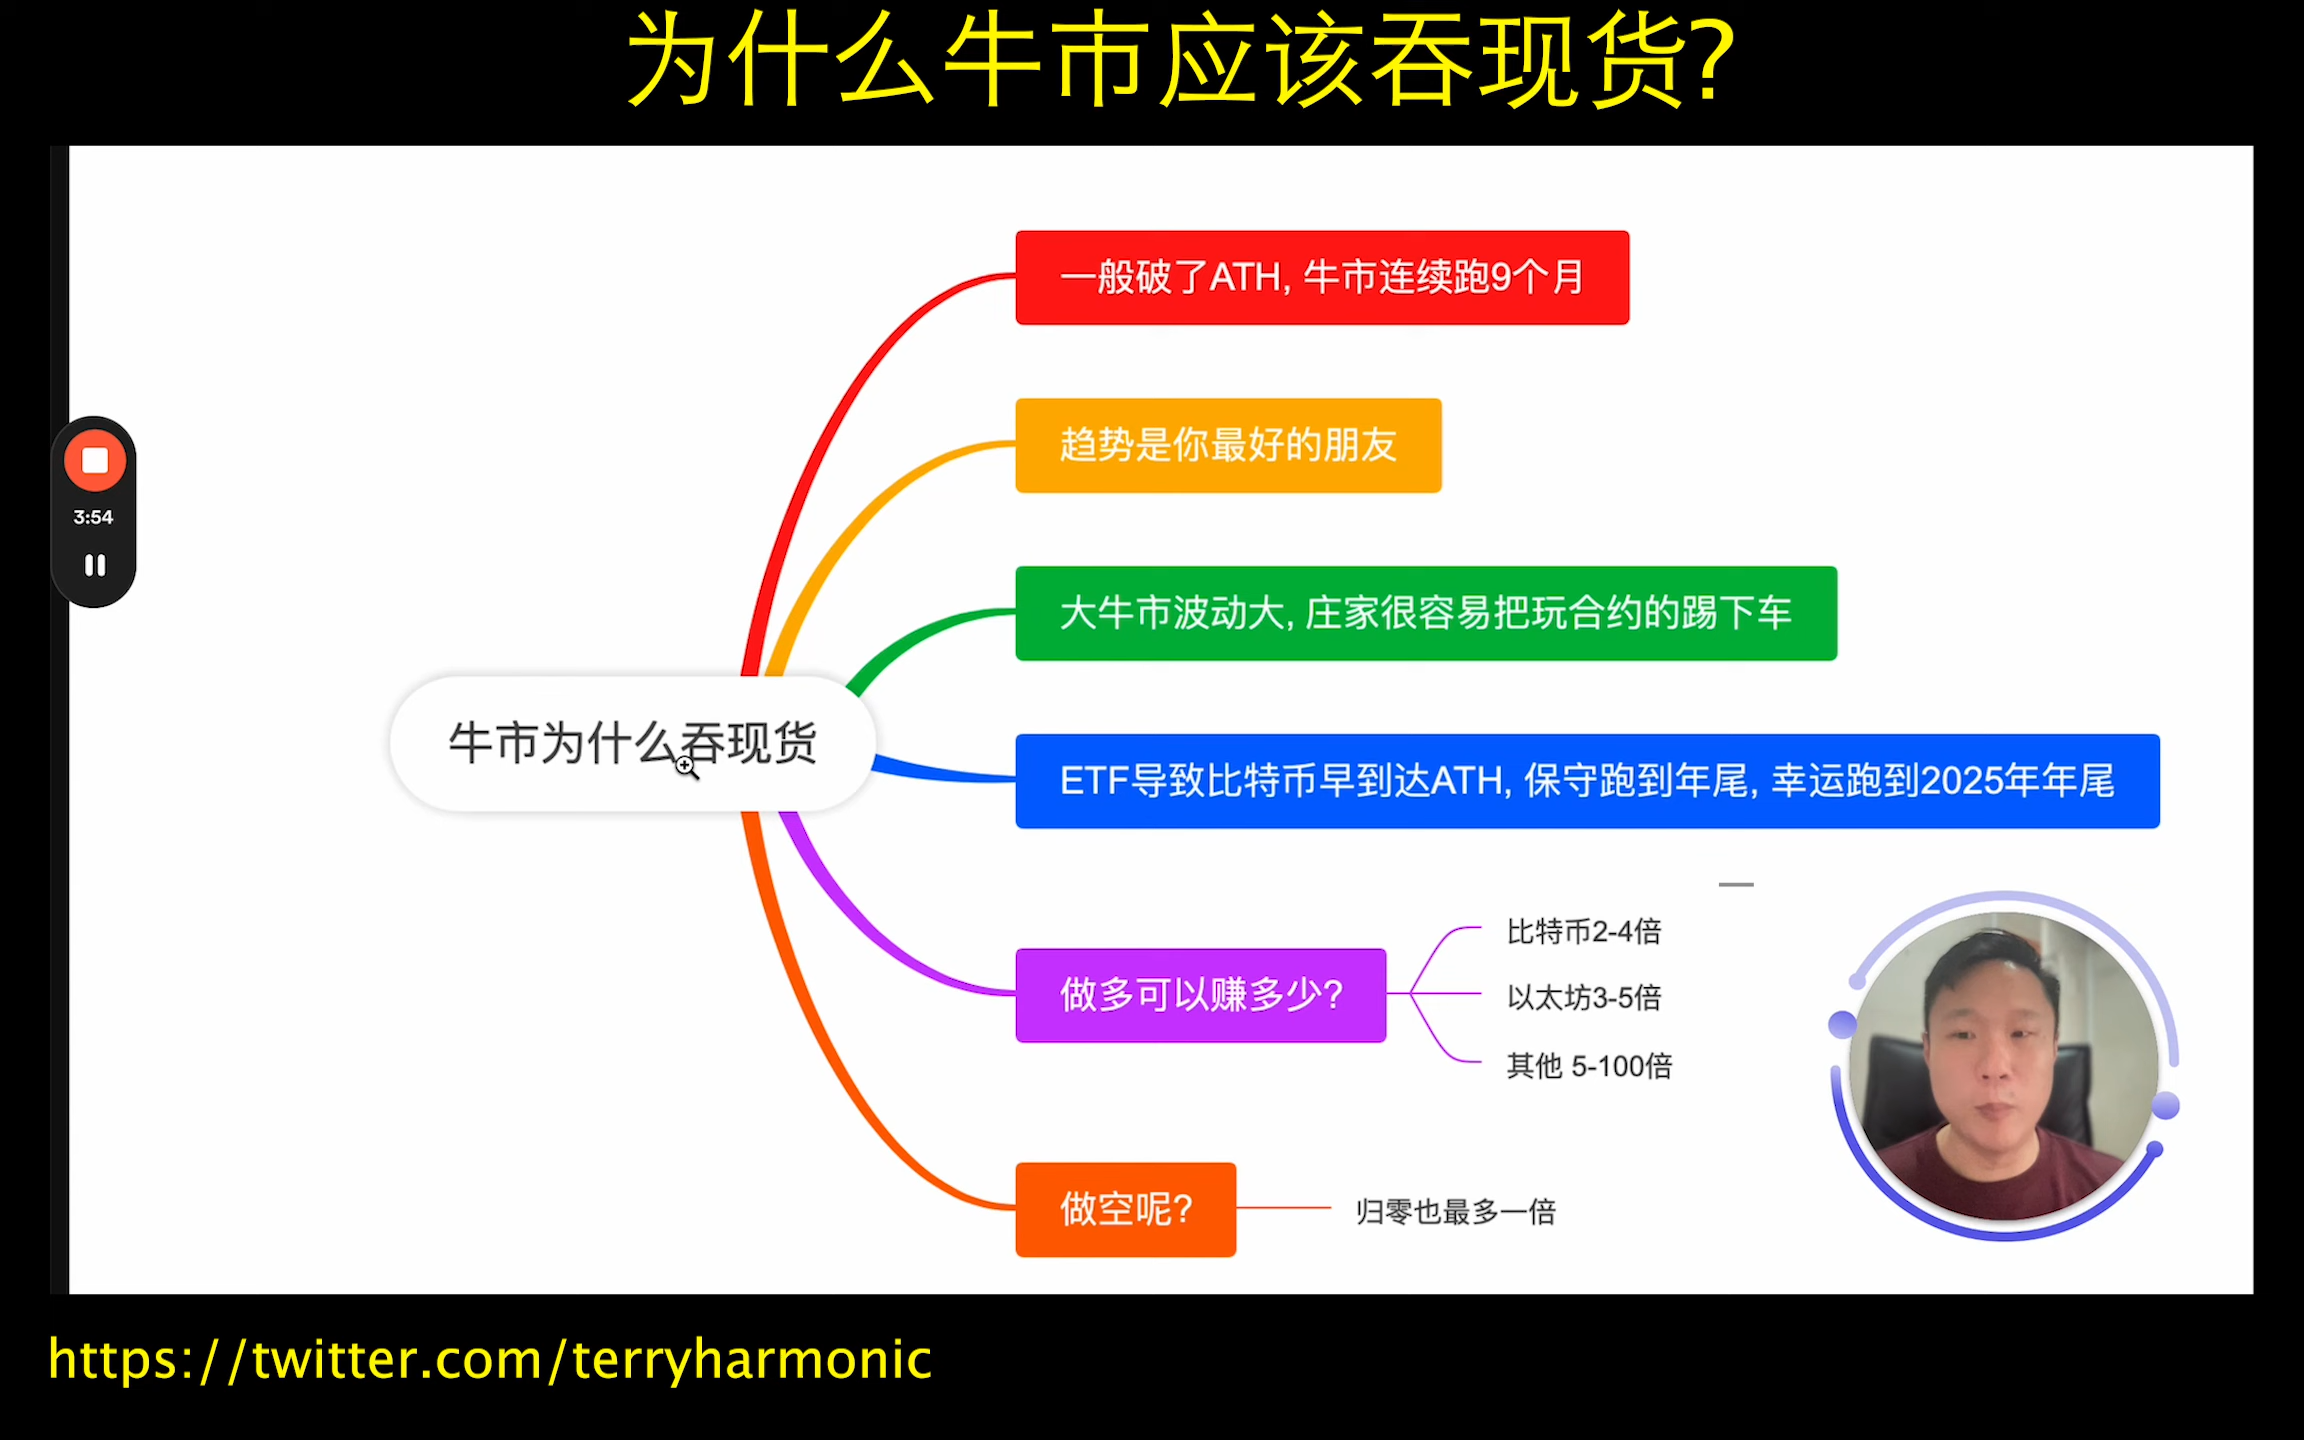 为什么牛市应该吞现货?
一般破了ATH, 牛市连续跑9个月
趋势是你最好的朋友
3:54
大牛市波动大, 庄家很容易把玩合约的踢下车
牛市为什么吞现货
ETF导致比特币早到达ATH, 保守跑到年尾, 幸运跑到2025年年尾
做多可以赚多少?
比特币2-4倍
以太坊3-5倍
其他 5-100倍
做空呢?
归零也最多一倍
https://twitter.com/terryharmonic